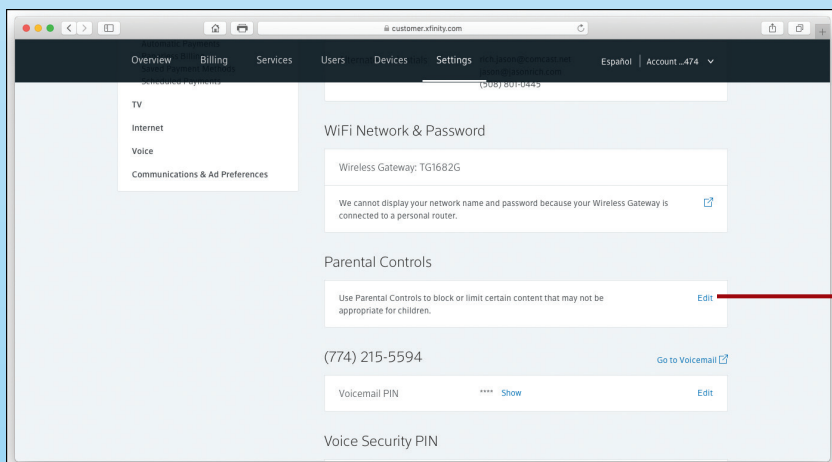 customer.xfinity.com
Overview Billing Services Users Devices Settings Español Account ...474
Scheduled Payments
(508) 801-0445
TV
Internet
Voice
Communications & Ad Preferences
WiFi Network & Password
Wireless Gateway: TG1682G
We cannot display your network name and password because your Wireless Gateway is
connected to a personal router.
Parental Controls
Use Parental Controls to block or limit certain content that may not be
appropriate for children.
Edit
(774) 215-5594
Go to Voicemail
Voicemail PIN **** Show Edit
Voice Security PIN